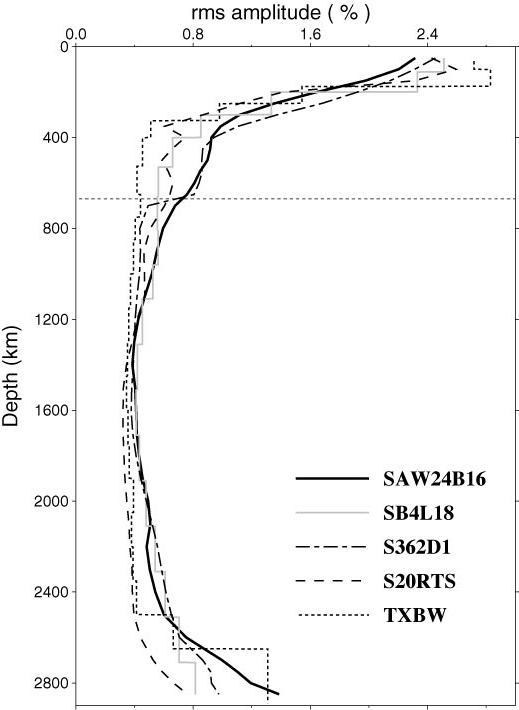 rms amplitude ( % )
0.0 0.8 1.6 2.4
0
400
800
1200
1600
2000
2400
2800
Depth (km)
SAW24B16
SB4L18
S362D1
S20RTS
TXBW